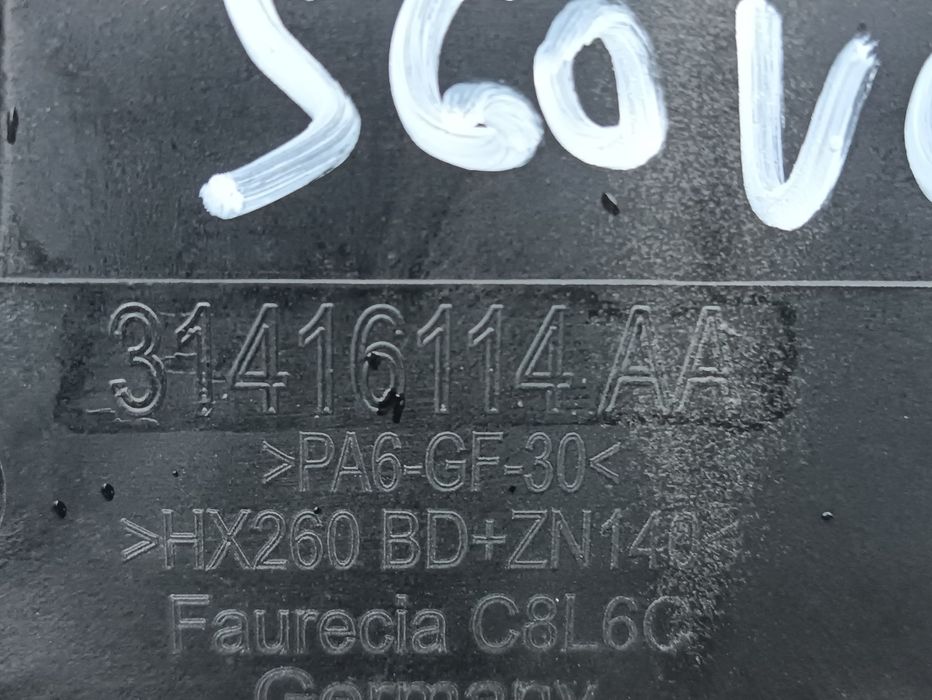 S60 V
31416114 AA
>PA6-GF-30<
>HX260 BD+ZN140<
Faurecia C8L6C
Germany